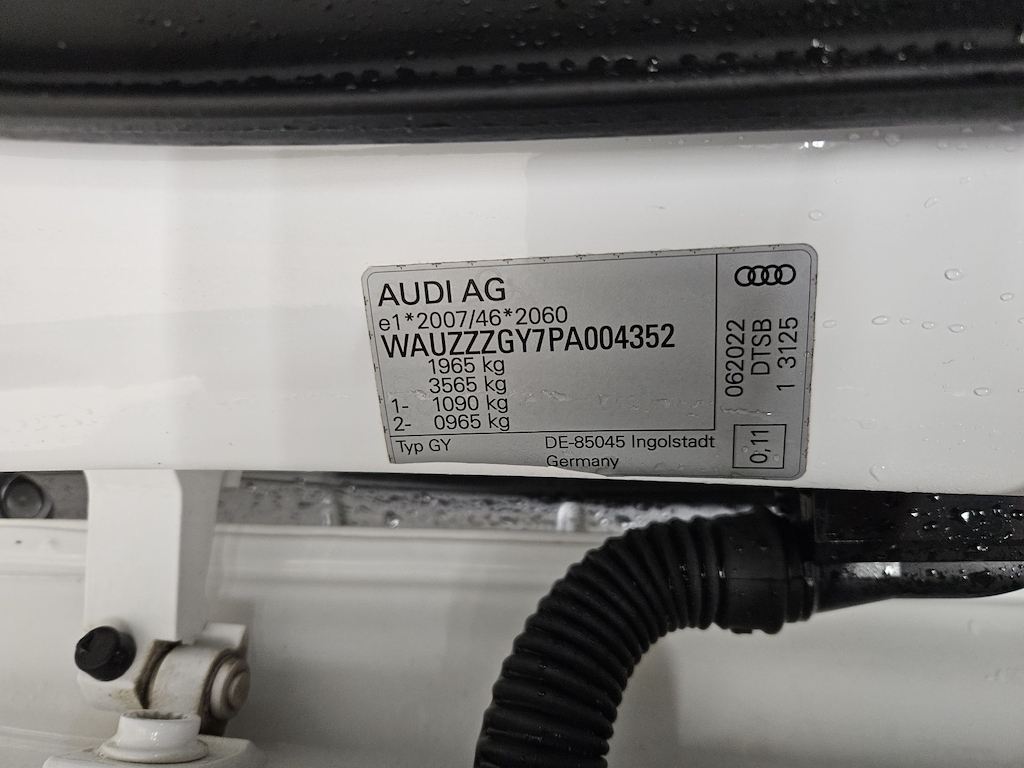 AUDI AG
e1*2007/46*2060
WAUZZZGY7PA004352
1965 kg
3565 kg
1- 1090 kg
2- 0965 kg
Typ GY
DE-85045 Ingolstadt
Germany
062022
DTSB
1 3125
0,11